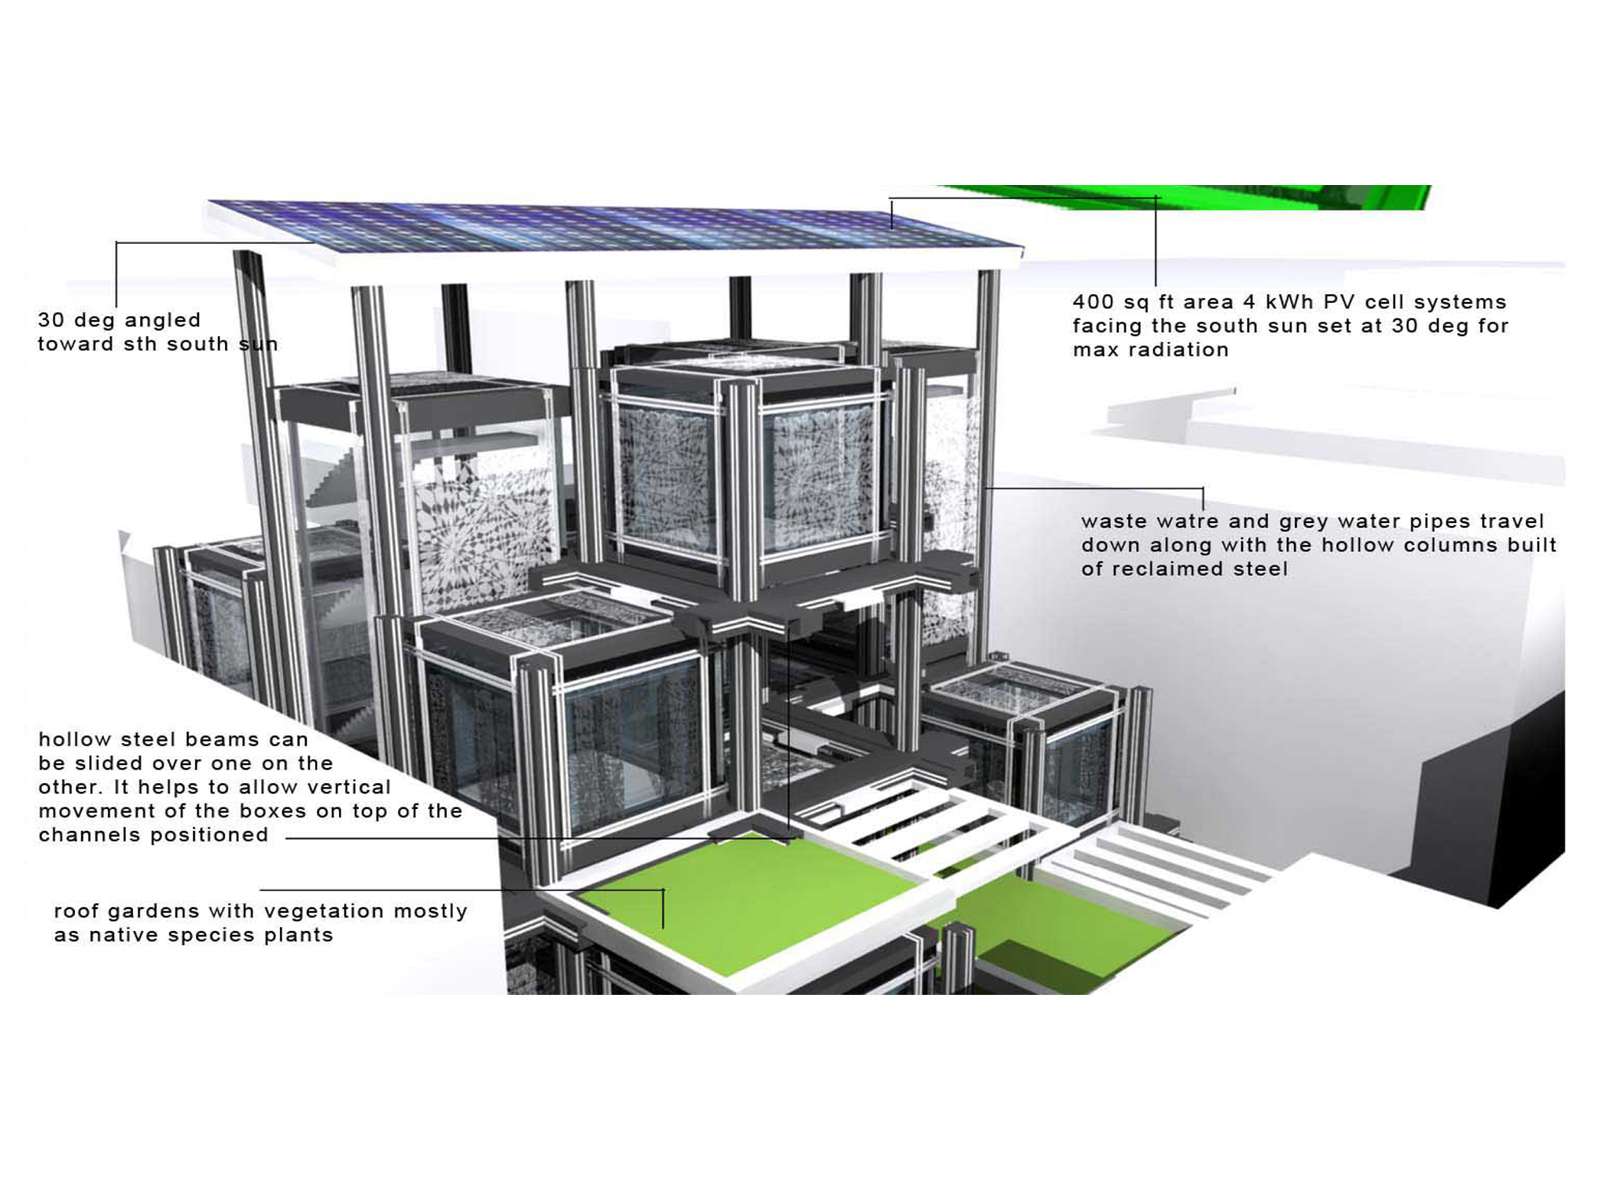 30 deg angled
toward sth south sun
400 sq ft area 4 kWh PV cell systems
facing the south sun set at 30 deg for
max radiation
waste watre and grey water pipes travel
down along with the hollow columns built
of reclaimed steel
hollow steel beams can
be slided over one on the
other. It helps to allow vertical
movement of the boxes on top of the
channels positioned
roof gardens with vegetation mostly
as native species plants